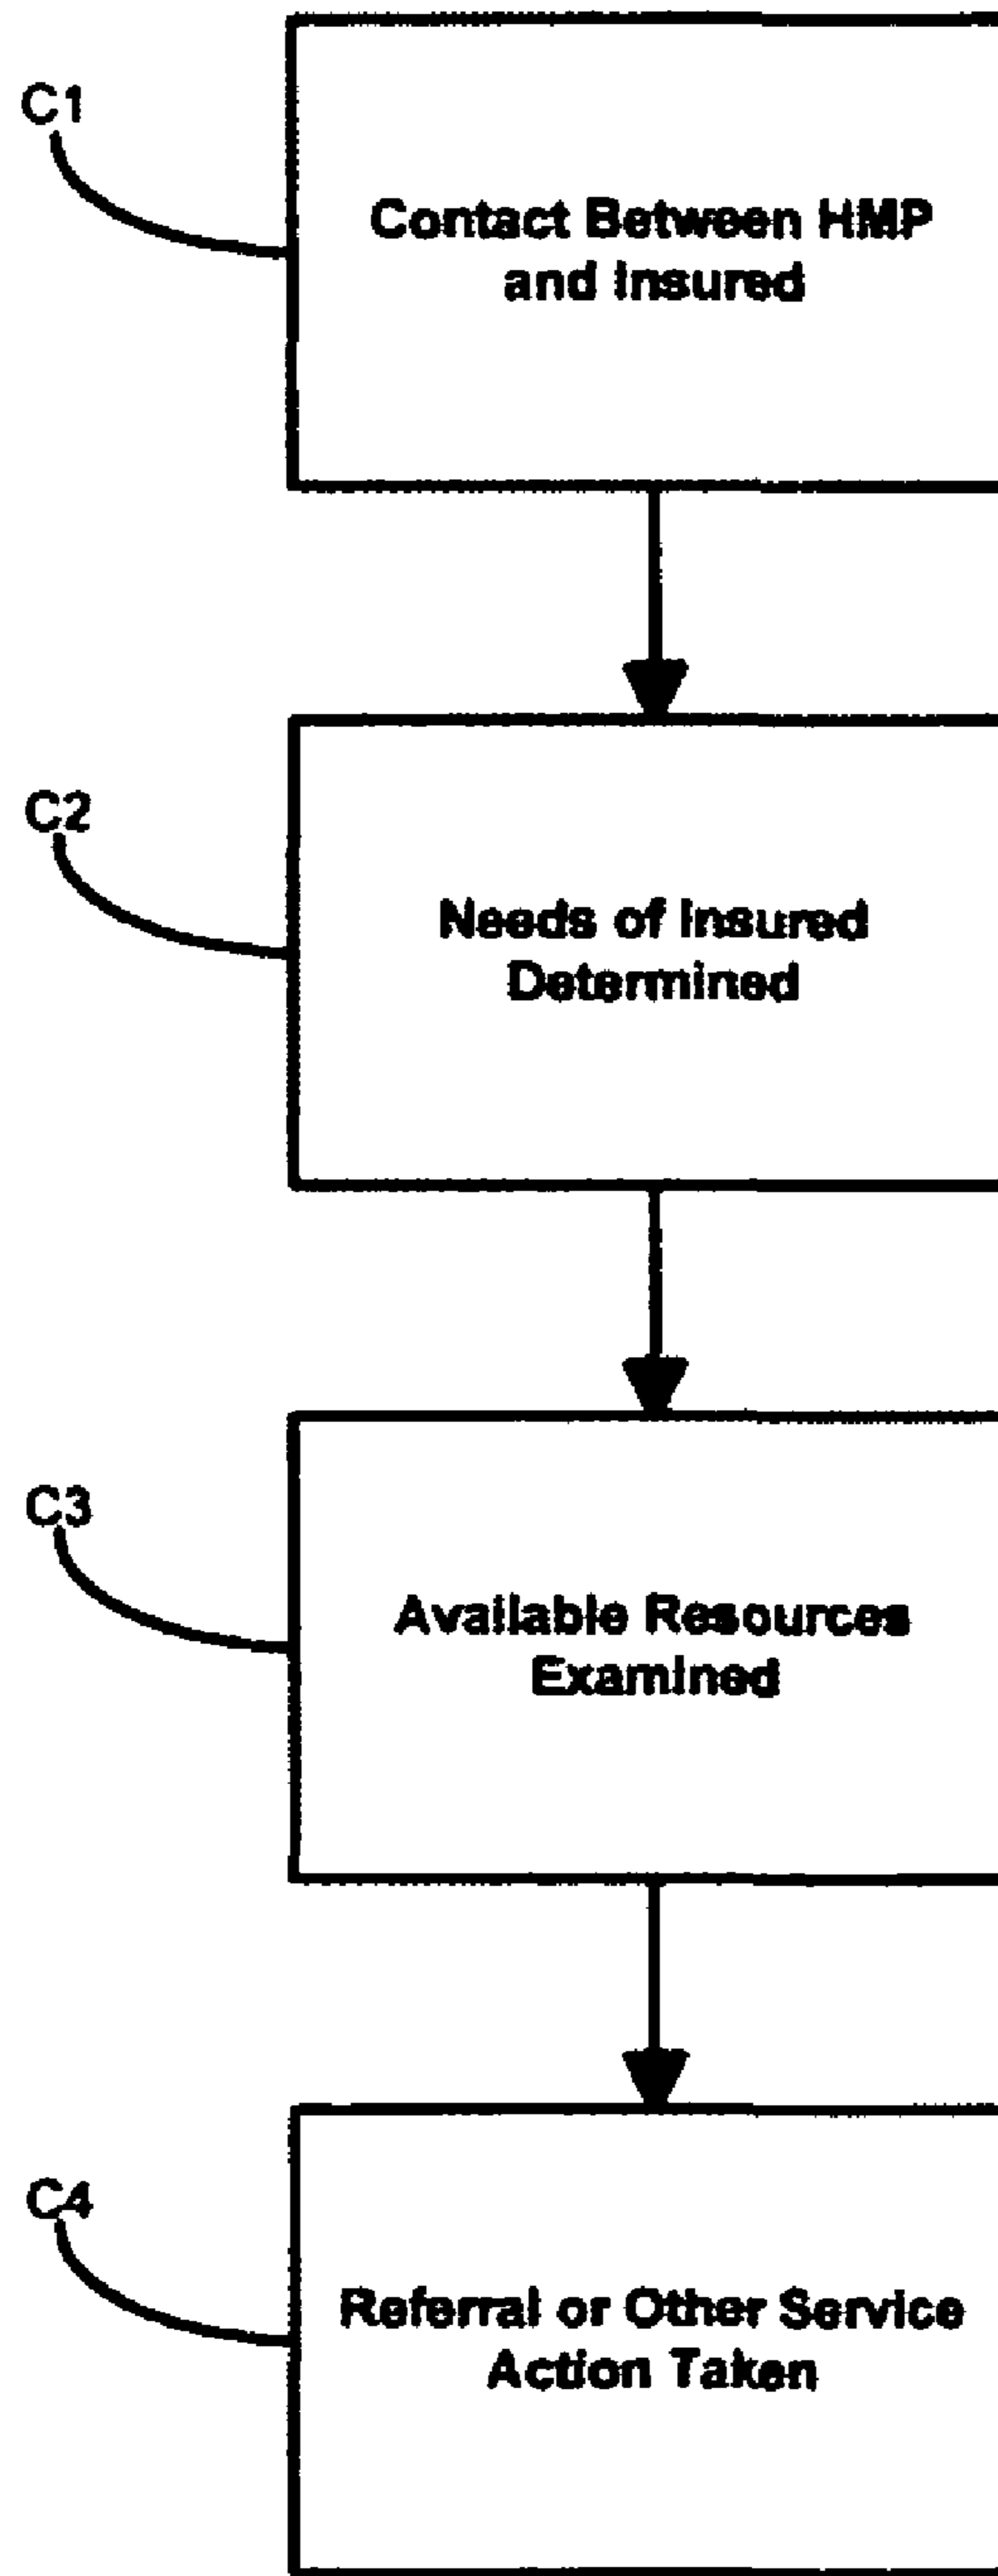 C1
Contact Between HMP
and Insured
C2
Needs of Insured
Determined
C3
Available Resources
Examined
C4
Referral or Other Service
Action Taken